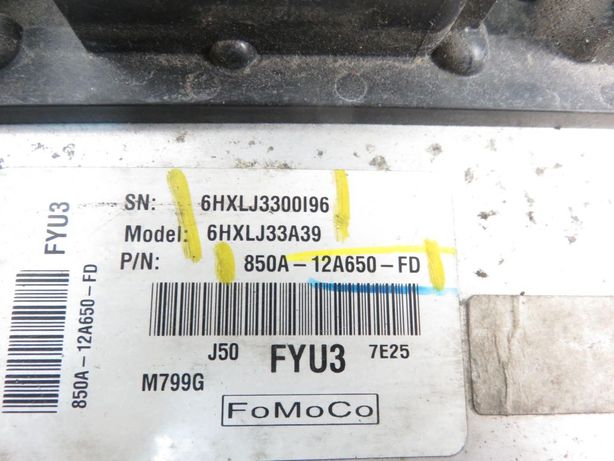 SN: 6HXLJ3300I96
Model: 6HXLJ33A39
P/N: 850A-12A650-FD
J50 FYU3 7E25
M799G
FoMoCo
FYU3
850A-12A650-FD